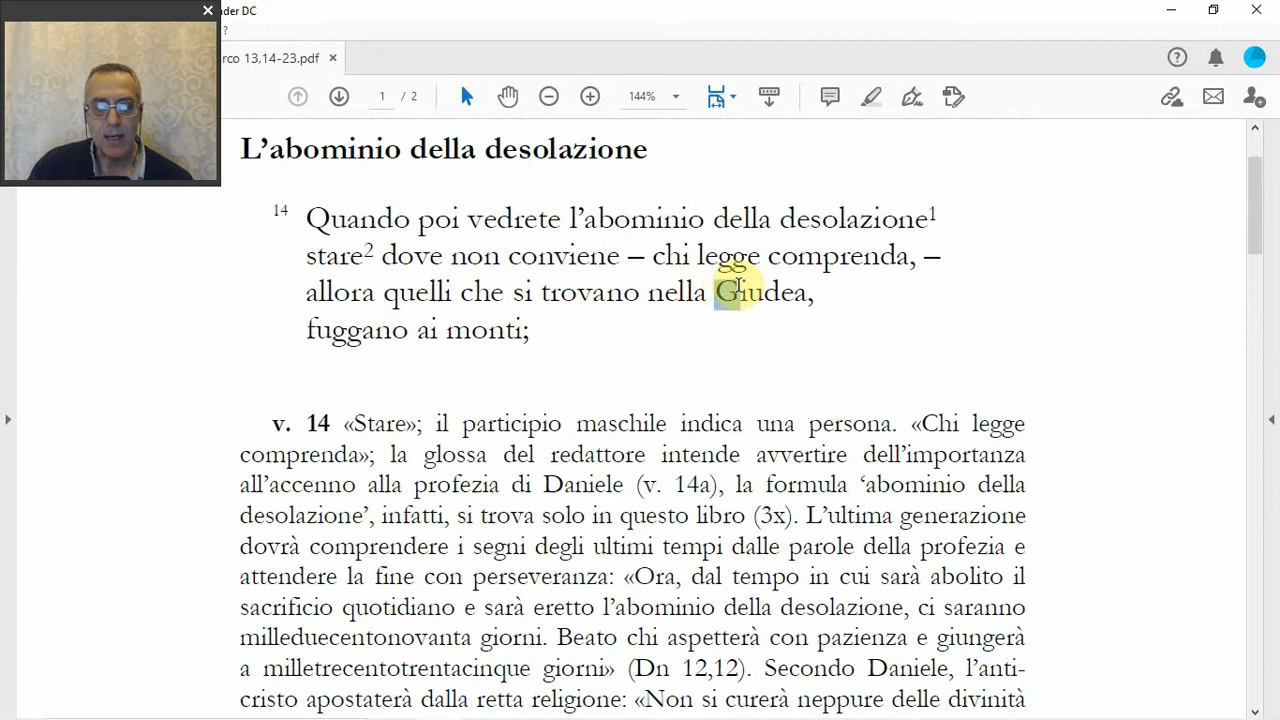 der DC
?
rco 13,14-23.pdf
1 / 2
144%
L’abominio della desolazione
14 Quando poi vedrete l’abominio della desolazione1
stare2 dove non conviene – chi legge comprenda, –
allora quelli che si trovano nella Giudea,
fuggano ai monti;
v. 14 «Stare»; il participio maschile indica una persona. «Chi legge
comprenda»; la glossa del redattore intende avvertire dell’importanza
all’accenno alla profezia di Daniele (v. 14a), la formula ‘abominio della
desolazione’, infatti, si trova solo in questo libro (3x). L’ultima generazione
dovrà comprendere i segni degli ultimi tempi dalle parole della profezia e
attendere la fine con perseveranza: «Ora, dal tempo in cui sarà abolito il
sacrificio quotidiano e sarà eretto l’abominio della desolazione, ci saranno
milleduecentonovanta giorni. Beato chi aspetterà con pazienza e giungerà
a milletrecentotrentacinque giorni» (Dn 12,12). Secondo Daniele, l’anti-
cristo apostaterà dalla retta religione: «Non si curerà neppure delle divinità